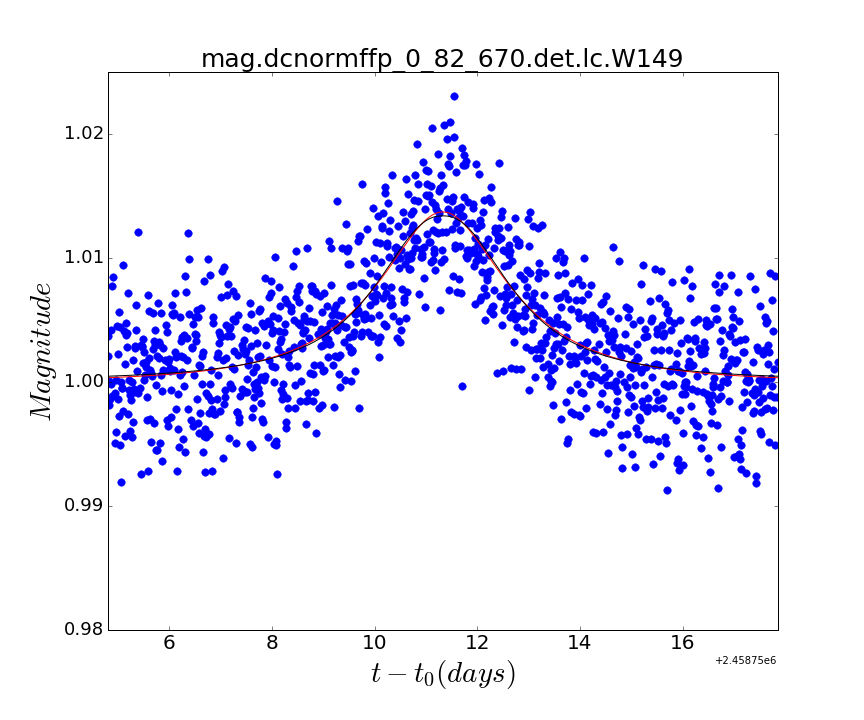 mag.dcnormffp_0_82_670.det.lc.W149
Magnitude
1.02
1.01
1.00
0.99
0.98
6 8 10 12 14 16
+2.45875e6
t − t₀(days)